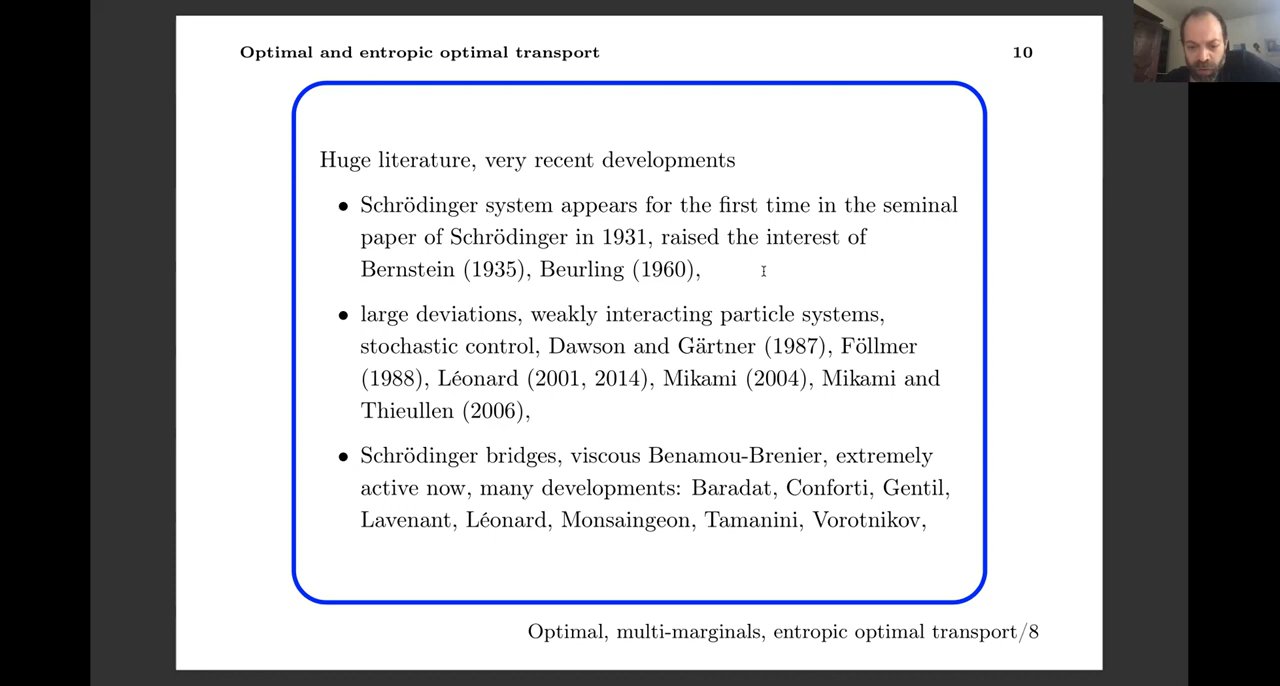 Optimal and entropic optimal transport 10
Huge literature, very recent developments
• Schrödinger system appears for the first time in the seminal
paper of Schrödinger in 1931, raised the interest of
Bernstein (1935), Beurling (1960),
• large deviations, weakly interacting particle systems,
stochastic control, Dawson and Gärtner (1987), Föllmer
(1988), Léonard (2001, 2014), Mikami (2004), Mikami and
Thieullen (2006),
• Schrödinger bridges, viscous Benamou-Brenier, extremely
active now, many developments: Baradat, Conforti, Gentil,
Lavenant, Léonard, Monsaingeon, Tamanini, Vorotnikov,
Optimal, multi-marginals, entropic optimal transport/8